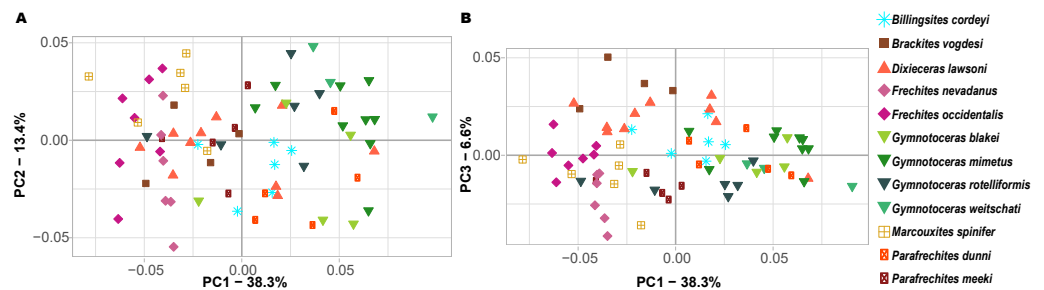 A
B
0.05
0.00
−0.05
PC2 − 13.4%
−0.05
0.00
0.05
PC1 − 38.3%
0.05
0.00
PC3 − 6.6%
−0.05
0.00
0.05
PC1 − 38.3%
Billingsites cordeyi
Brackites vogdesi
Dixieceras lawsoni
Frechites nevadanus
Frechites occidentalis
Gymnotoceras blakei
Gymnotoceras mimetus
Gymnotoceras rotelliformis
Gymnotoceras weitschati
Marcouxites spinifer
Parafrechites dunni
Parafrechites meeki